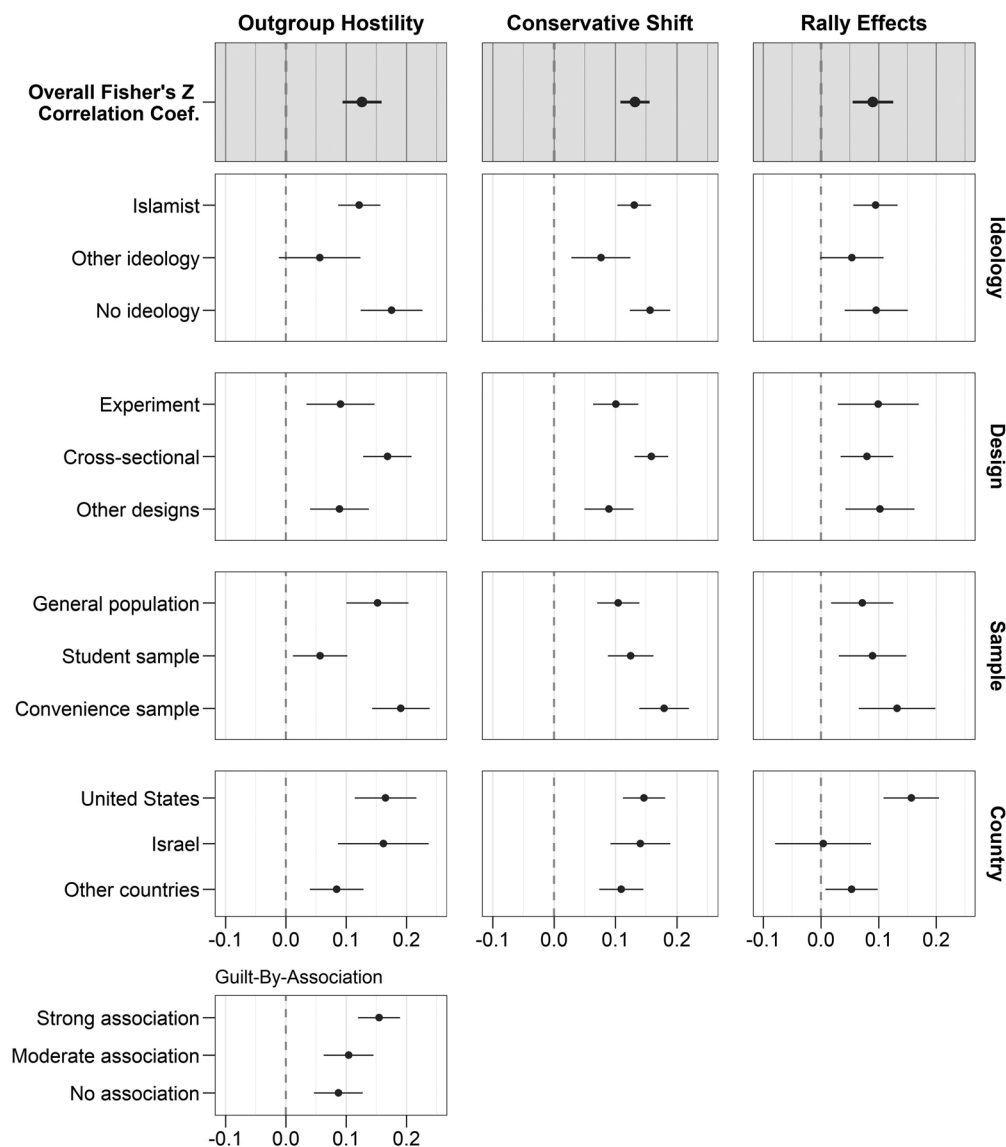 Outgroup Hostility
Conservative Shift
Rally Effects
Overall Fisher's Z
Correlation Coef.
Islamist
Other ideology
No ideology
Ideology
Experiment
Cross-sectional
Other designs
Design
General population
Student sample
Convenience sample
Sample
United States
Israel
Other countries
Country
-0.1 0.0 0.1 0.2
-0.1 0.0 0.1 0.2
-0.1 0.0 0.1 0.2
Guilt-By-Association
Strong association
Moderate association
No association
-0.1 0.0 0.1 0.2